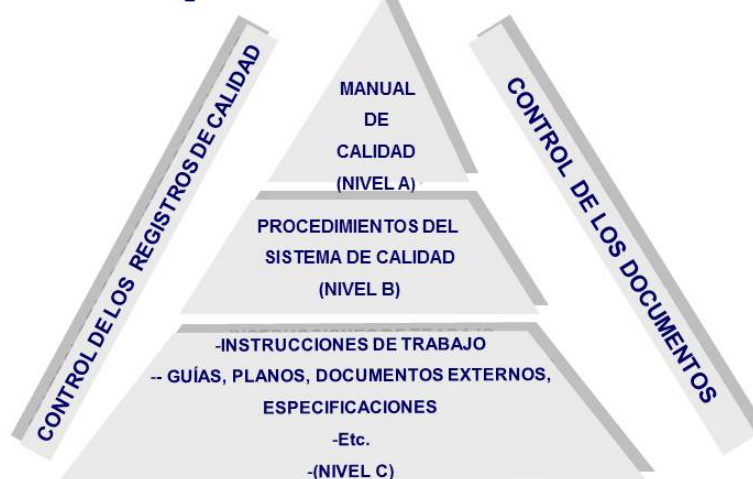 CONTROL DE LOS REGISTROS DE CALIDAD
MANUAL
DE
CALIDAD
(NIVEL A)
PROCEDIMIENTOS DEL
SISTEMA DE CALIDAD
(NIVEL B)
-INSTRUCCIONES DE TRABAJO
-- GUÍAS, PLANOS, DOCUMENTOS EXTERNOS,
ESPECIFICACIONES
-Etc.
-(NIVEL C)
CONTROL DE LOS DOCUMENTOS